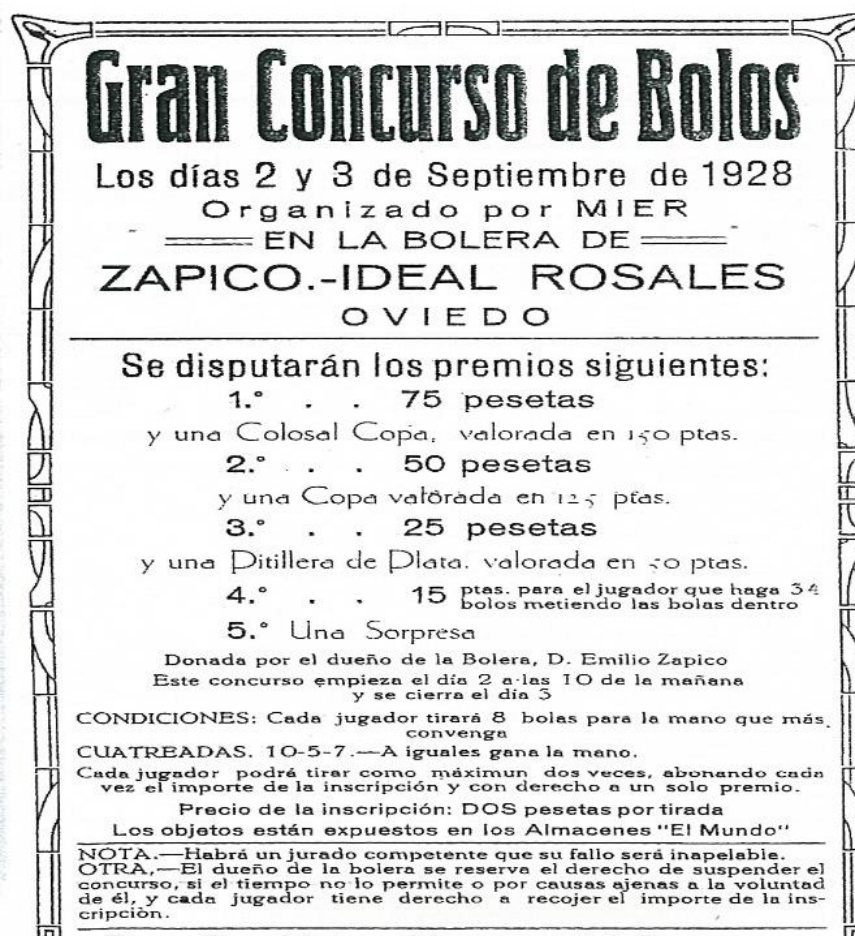 Gran Concurso de Bolos
Los días 2 y 3 de Septiembre de 1928
Organizado por MIER
EN LA BOLERA DE
ZAPICO.-IDEAL ROSALES
OVIEDO
Se disputarán los premios siguientes:
1.° . . 75 pesetas
y una Colosal Copa, valorada en 150 ptas.
2.° . . 50 pesetas
y una Copa valorada en 125 ptas.
3.° . . 25 pesetas
y una Pitillera de Plata, valorada en 50 ptas.
4.° . . 15 ptas. para el jugador que haga 34
bolos metiendo las bolas dentro
5.° Una Sorpresa
Donada por el dueño de la Bolera, D. Emilio Zapico
Este concurso empieza el día 2 a las 10 de la mañana
y se cierra el día 3
CONDICIONES: Cada jugador tirará 8 bolas para la mano que más
convenga
CUATREADAS. 10-5-7.—A iguales gana la mano.
Cada jugador podrá tirar como máximun dos veces, abonando cada
vez el importe de la inscripción y con derecho a un solo premio.
Precio de la inscripción: DOS pesetas por tirada
Los objetos están expuestos en los Almacenes "El Mundo"
NOTA.—Habrá un jurado competente que su fallo será inapelable.
OTRA,—El dueño de la bolera se reserva el derecho de suspender el
concurso, si el tiempo no lo permite o por causas ajenas a la voluntad
de él, y cada jugador tiene derecho a recojer el importe de la ins-
cripción.